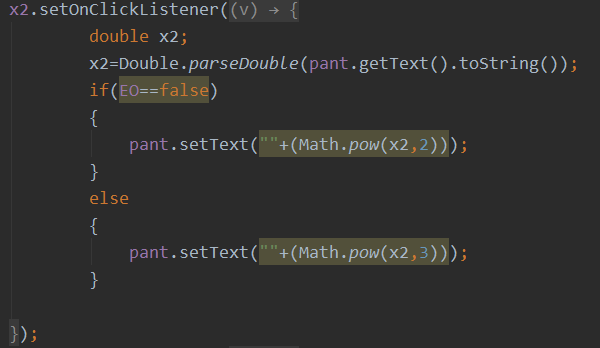 x2.setOnClickListener((v) → {
double x2;
x2=Double.parseDouble(pant.getText().toString());
if(EO==false)
{
pant.setText(""+(Math.pow(x2,2)));
}
else
{
pant.setText(""+(Math.pow(x2,3)));
}
});